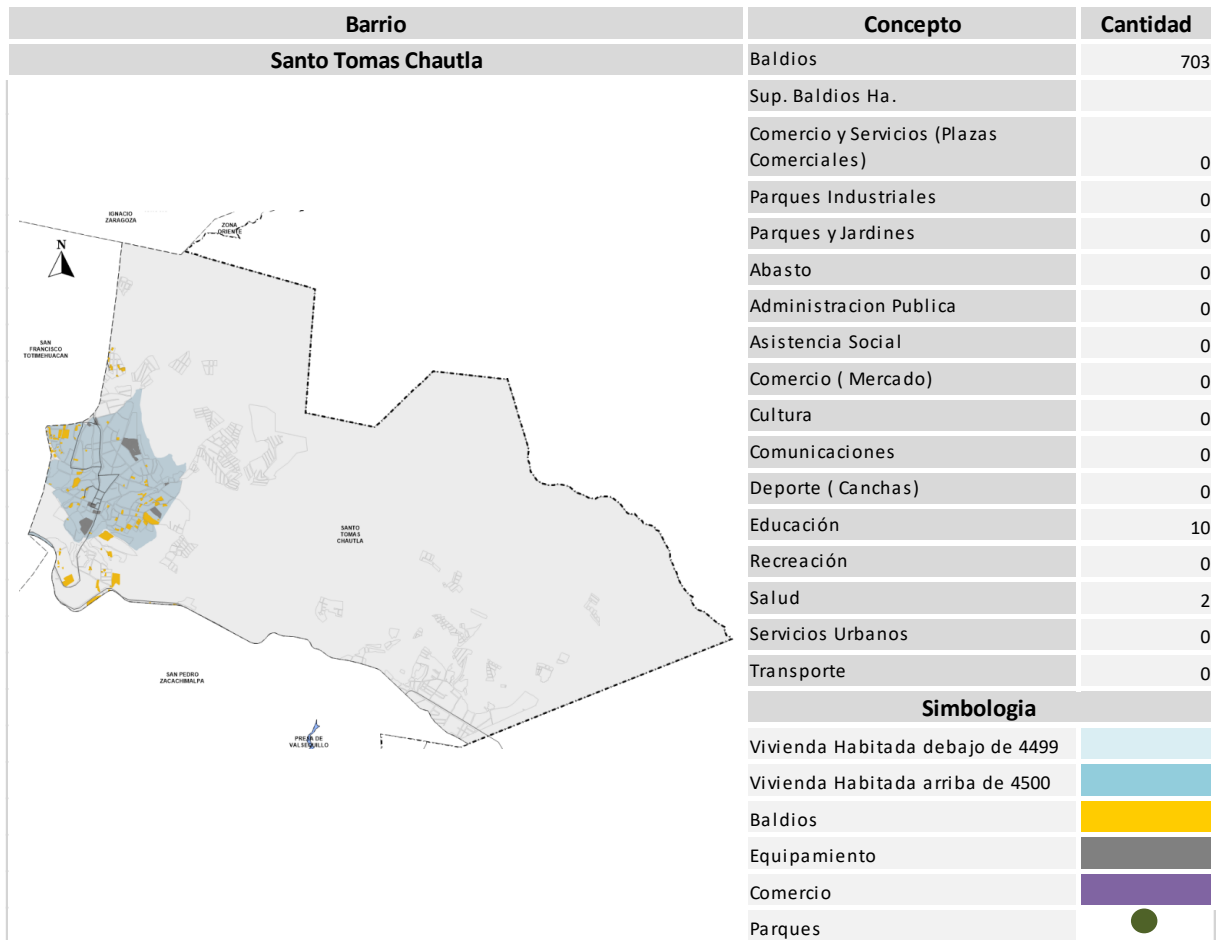 Barrio
Santo Tomas Chautla
IGNACIO
ZARAGOZA
ZONA
ORIENTE
N
SAN
FRANCISCO
TOTIMEHUACAN
SANTO
TOMAS
CHAUTLA
SAN PEDRO
ZACACHIMALPA
PRESA DE
VALSEQUILLO
Concepto Cantidad
Baldios 703
Sup. Baldios Ha.
Comercio y Servicios (Plazas
Comerciales) 0
Parques Industriales 0
Parques y Jardines 0
Abasto 0
Administracion Publica 0
Asistencia Social 0
Comercio ( Mercado) 0
Cultura 0
Comunicaciones 0
Deporte ( Canchas) 0
Educación 10
Recreación 0
Salud 2
Servicios Urbanos 0
Transporte 0
Simbologia
Vivienda Habitada debajo de 4499
Vivienda Habitada arriba de 4500
Baldios
Equipamiento
Comercio
Parques